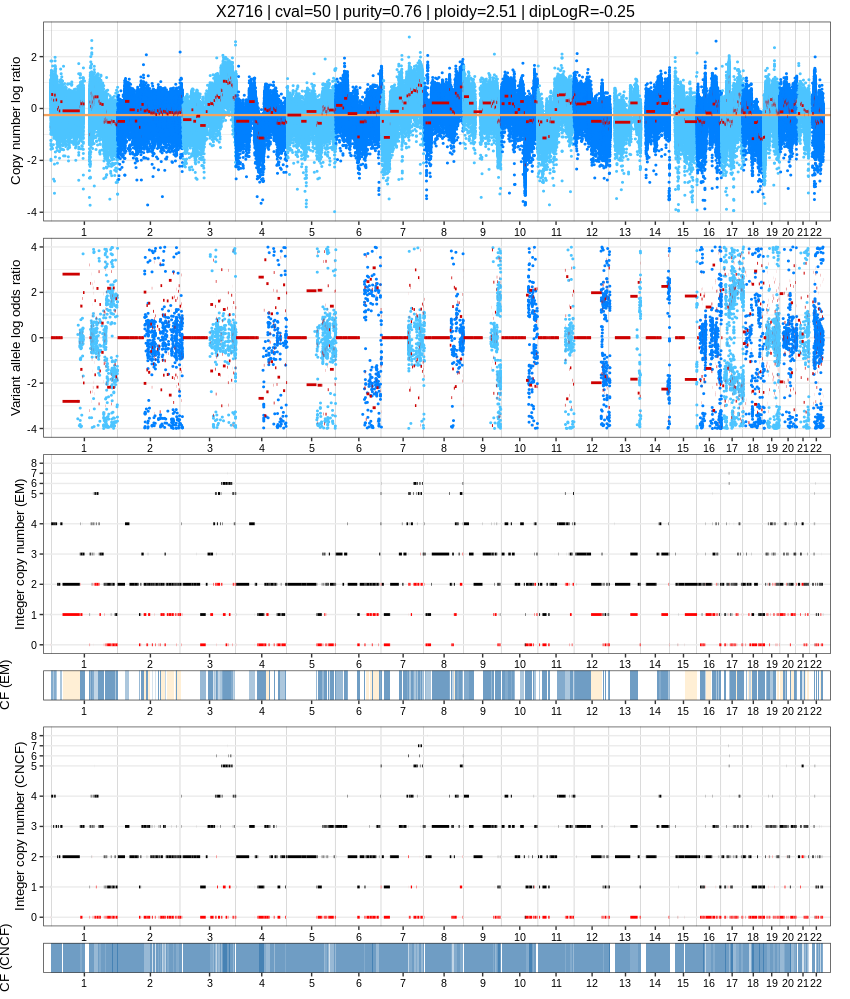 X2716 | cval=50 | purity=0.76 | ploidy=2.51 | dipLogR=-0.25
Copy number log ratio
2
0
-2
-4
1 2 3 4 5 6 7 8 9 10 11 12 13 14 15 16 17 18 19 20 21 22
Variant allele log odds ratio
4
2
0
-2
-4
1 2 3 4 5 6 7 8 9 10 11 12 13 14 15 16 17 18 19 20 21 22
Integer copy number (EM)
8
7
6
5
4
3
2
1
0
1 2 3 4 5 6 7 8 9 10 11 12 13 14 15 16 17 18 19 20 21 22
CF (EM)
1 2 3 4 5 6 7 8 9 10 11 12 13 14 15 16 17 18 19 20 21 22
Integer copy number (CNCF)
8
7
6
5
4
3
2
1
0
1 2 3 4 5 6 7 8 9 10 11 12 13 14 15 16 17 18 19 20 21 22
CF (CNCF)
1 2 3 4 5 6 7 8 9 10 11 12 13 14 15 16 17 18 19 20 21 22